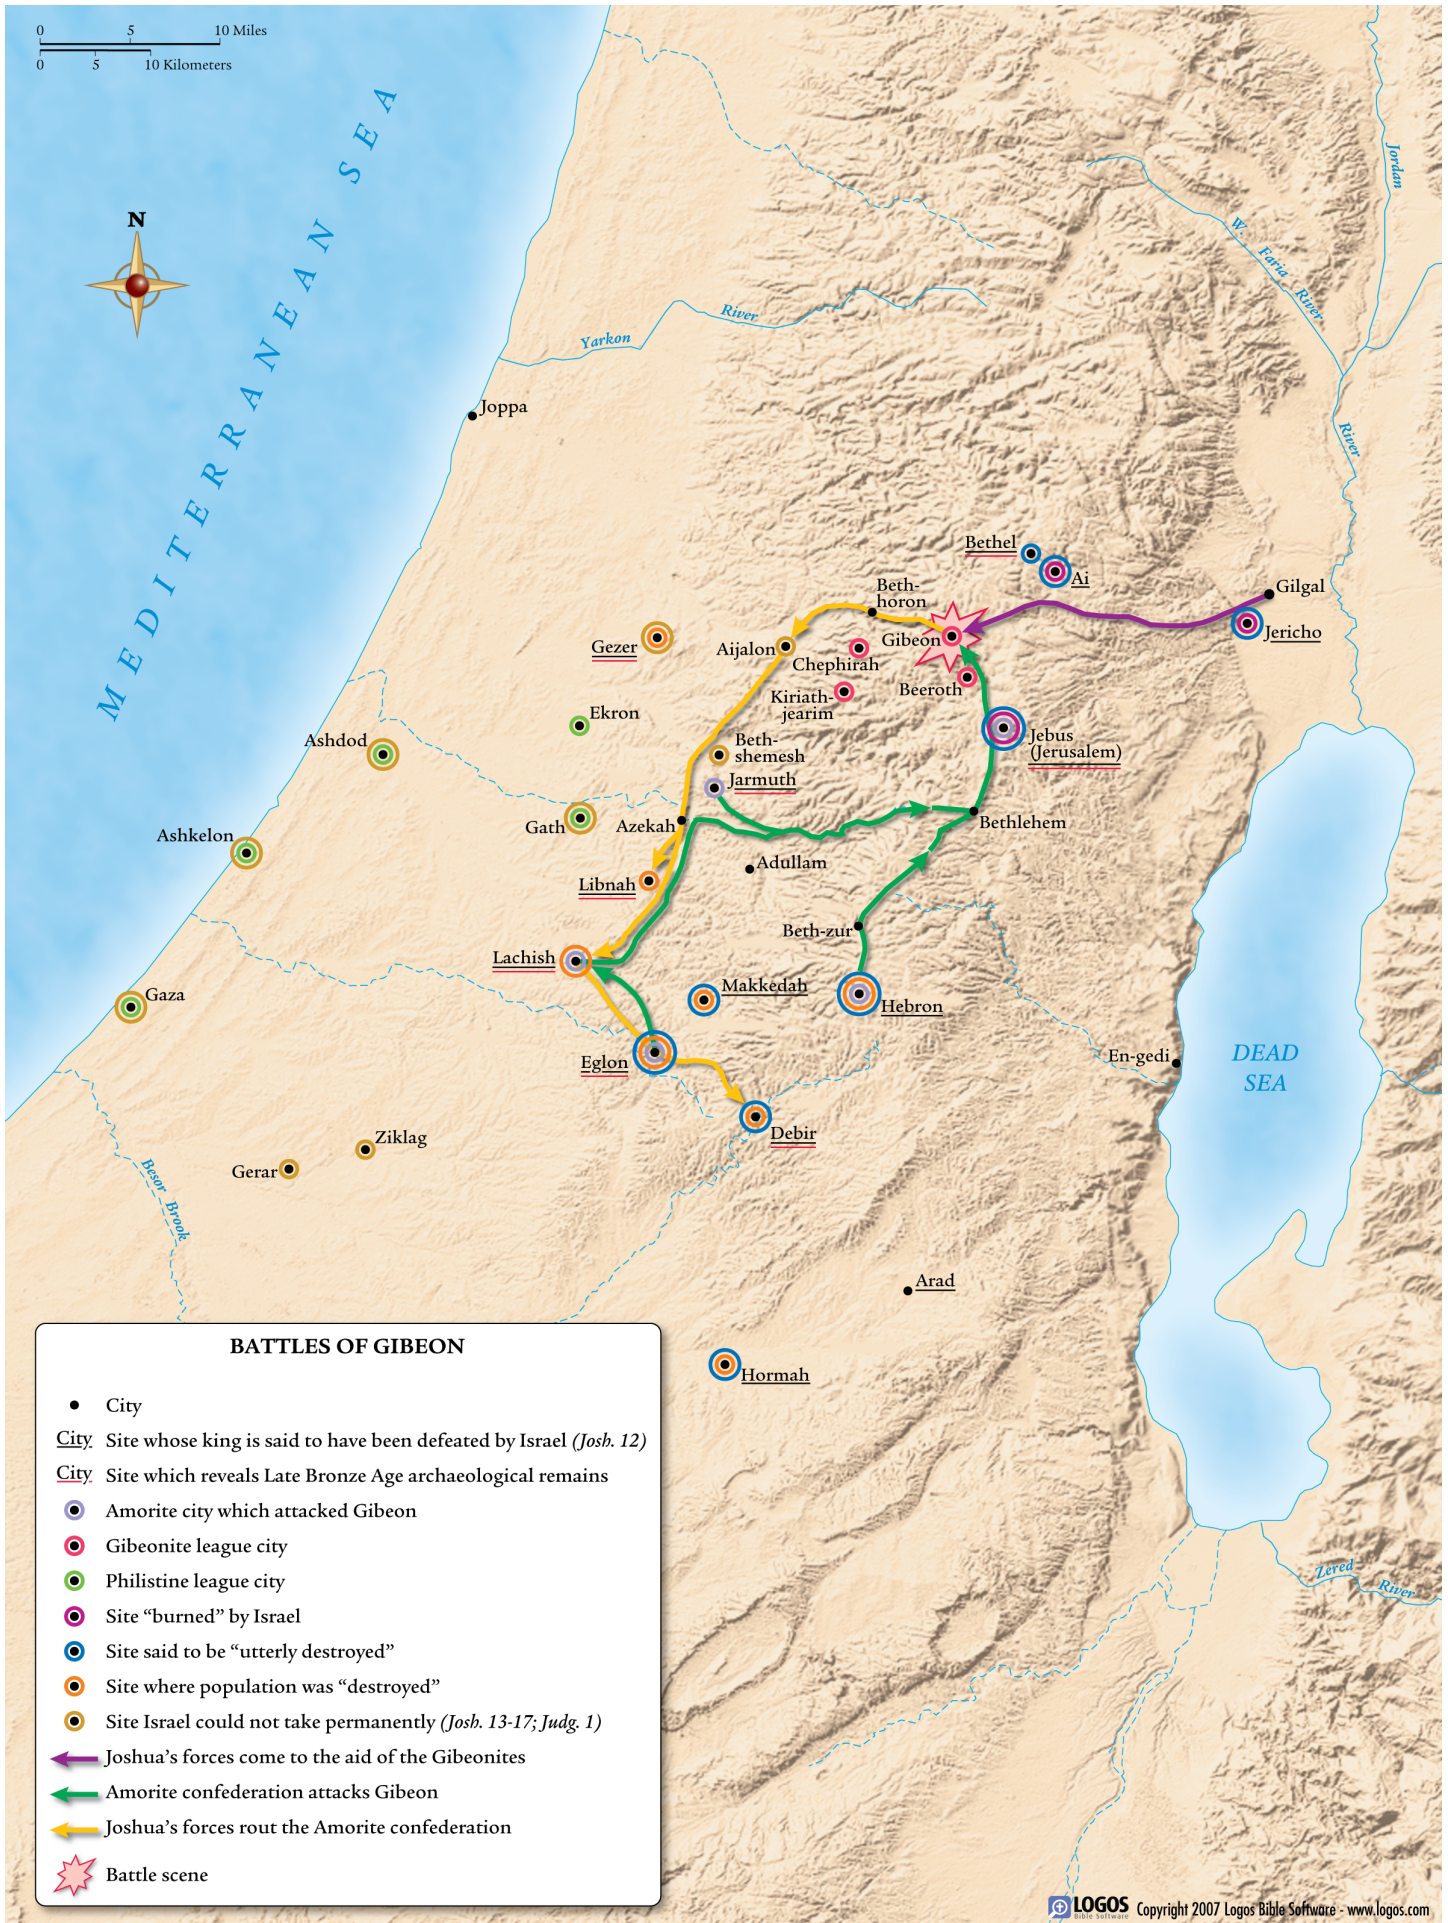 0 5 10 Miles
0 5 10 Kilometers
MEDITERRANEAN SEA
N
Jordan
River
W. Faria River
Yarkon River
Joppa
Bethel
Ai
Gilgal
Jericho
Beth-
horon
Gibeon
Gezer
Aijalon
Chephirah
Beeroth
Kiriath-
jearim
Ekron
Ashdod
Beth-
shemesh
Jebus
(Jerusalem)
Jarmuth
Gath
Azekah
Bethlehem
Ashkelon
Adullam
Libnah
Beth-zur
Lachish
Makkedah
Hebron
Gaza
Eglon
En-gedi
DEAD
SEA
Debir
Ziklag
Gerar
Besor Brook
Arad
Hormah
Zered River
BATTLES OF GIBEON
City
City Site whose king is said to have been defeated by Israel (Josh. 12)
City Site which reveals Late Bronze Age archaeological remains
Amorite city which attacked Gibeon
Gibeonite league city
Philistine league city
Site “burned” by Israel
Site said to be “utterly destroyed”
Site where population was “destroyed”
Site Israel could not take permanently (Josh. 13-17; Judg. 1)
Joshua’s forces come to the aid of the Gibeonites
Amorite confederation attacks Gibeon
Joshua’s forces rout the Amorite confederation
Battle scene
LOGOS
Bible Software
Copyright 2007 Logos Bible Software - www.logos.com